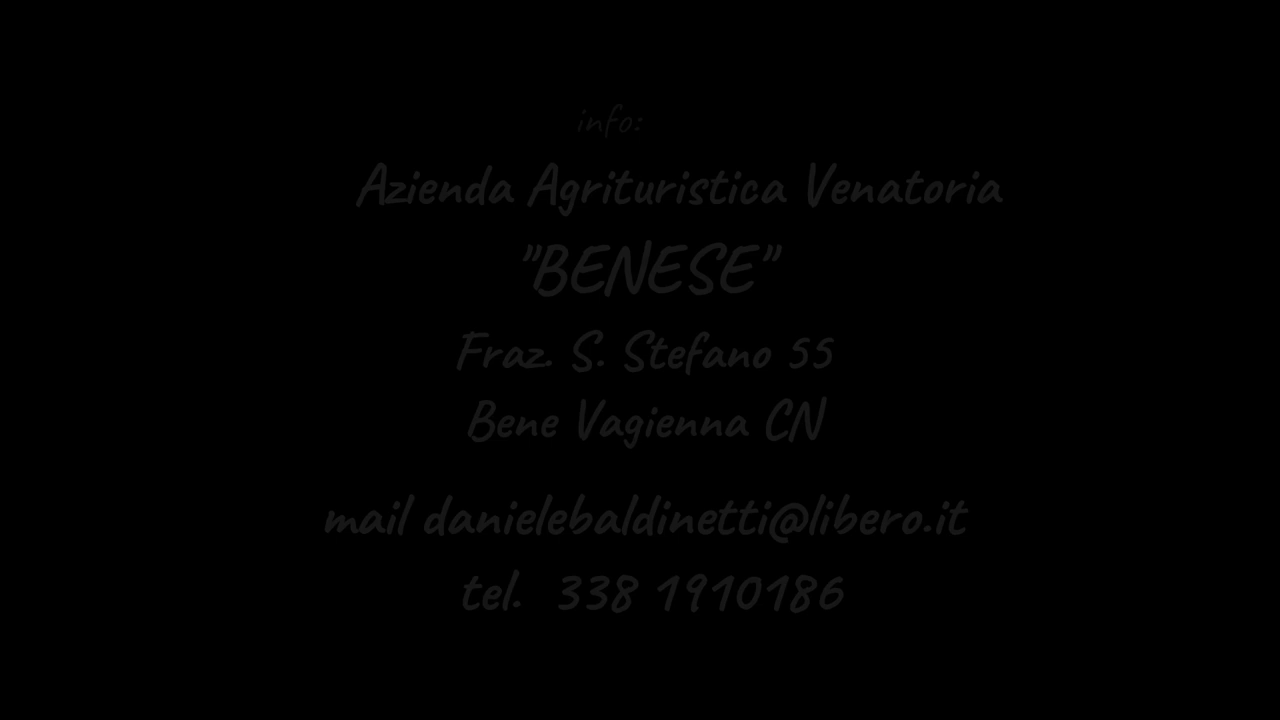 info:
Azienda Agrituristica Venatoria
"BENESE"
Fraz. S. Stefano 55
Bene Vagienna CN
mail danielebaldinetti@libero.it
tel. 338 1910186